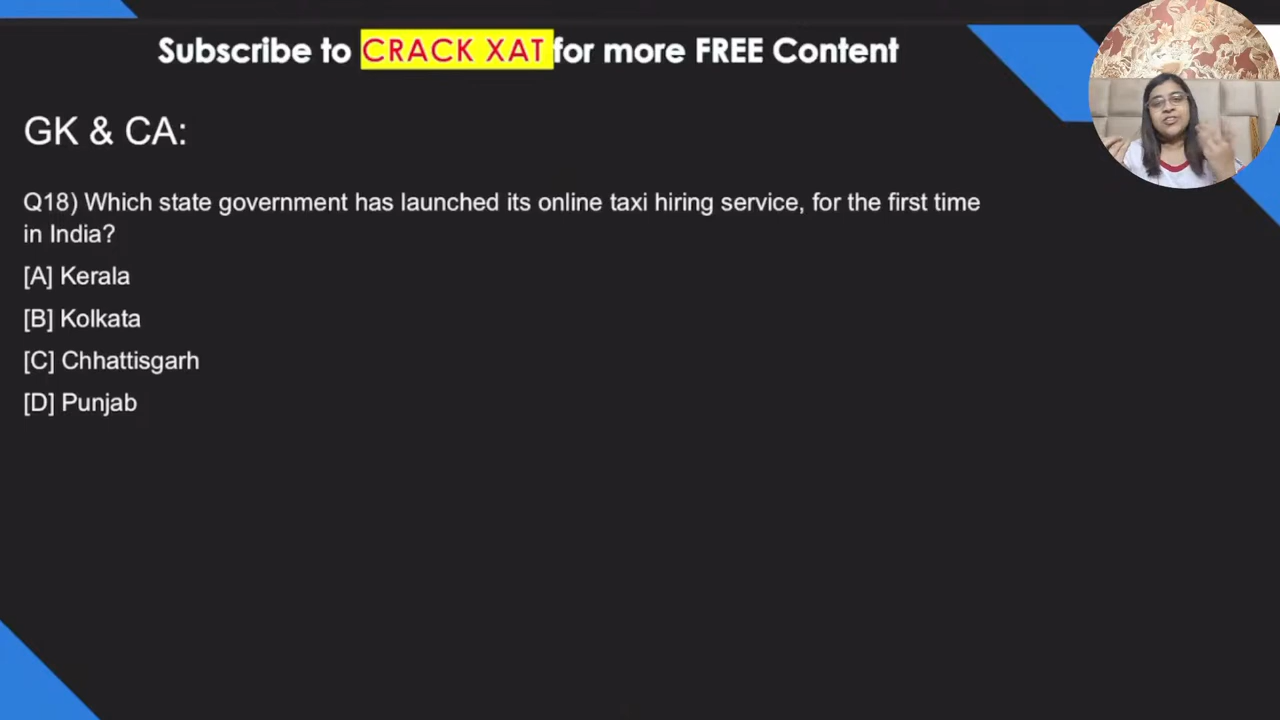 Subscribe to CRACK XAT for more FREE Content
GK & CA:
Q18) Which state government has launched its online taxi hiring service, for the first time
in India?
[A] Kerala
[B] Kolkata
[C] Chhattisgarh
[D] Punjab